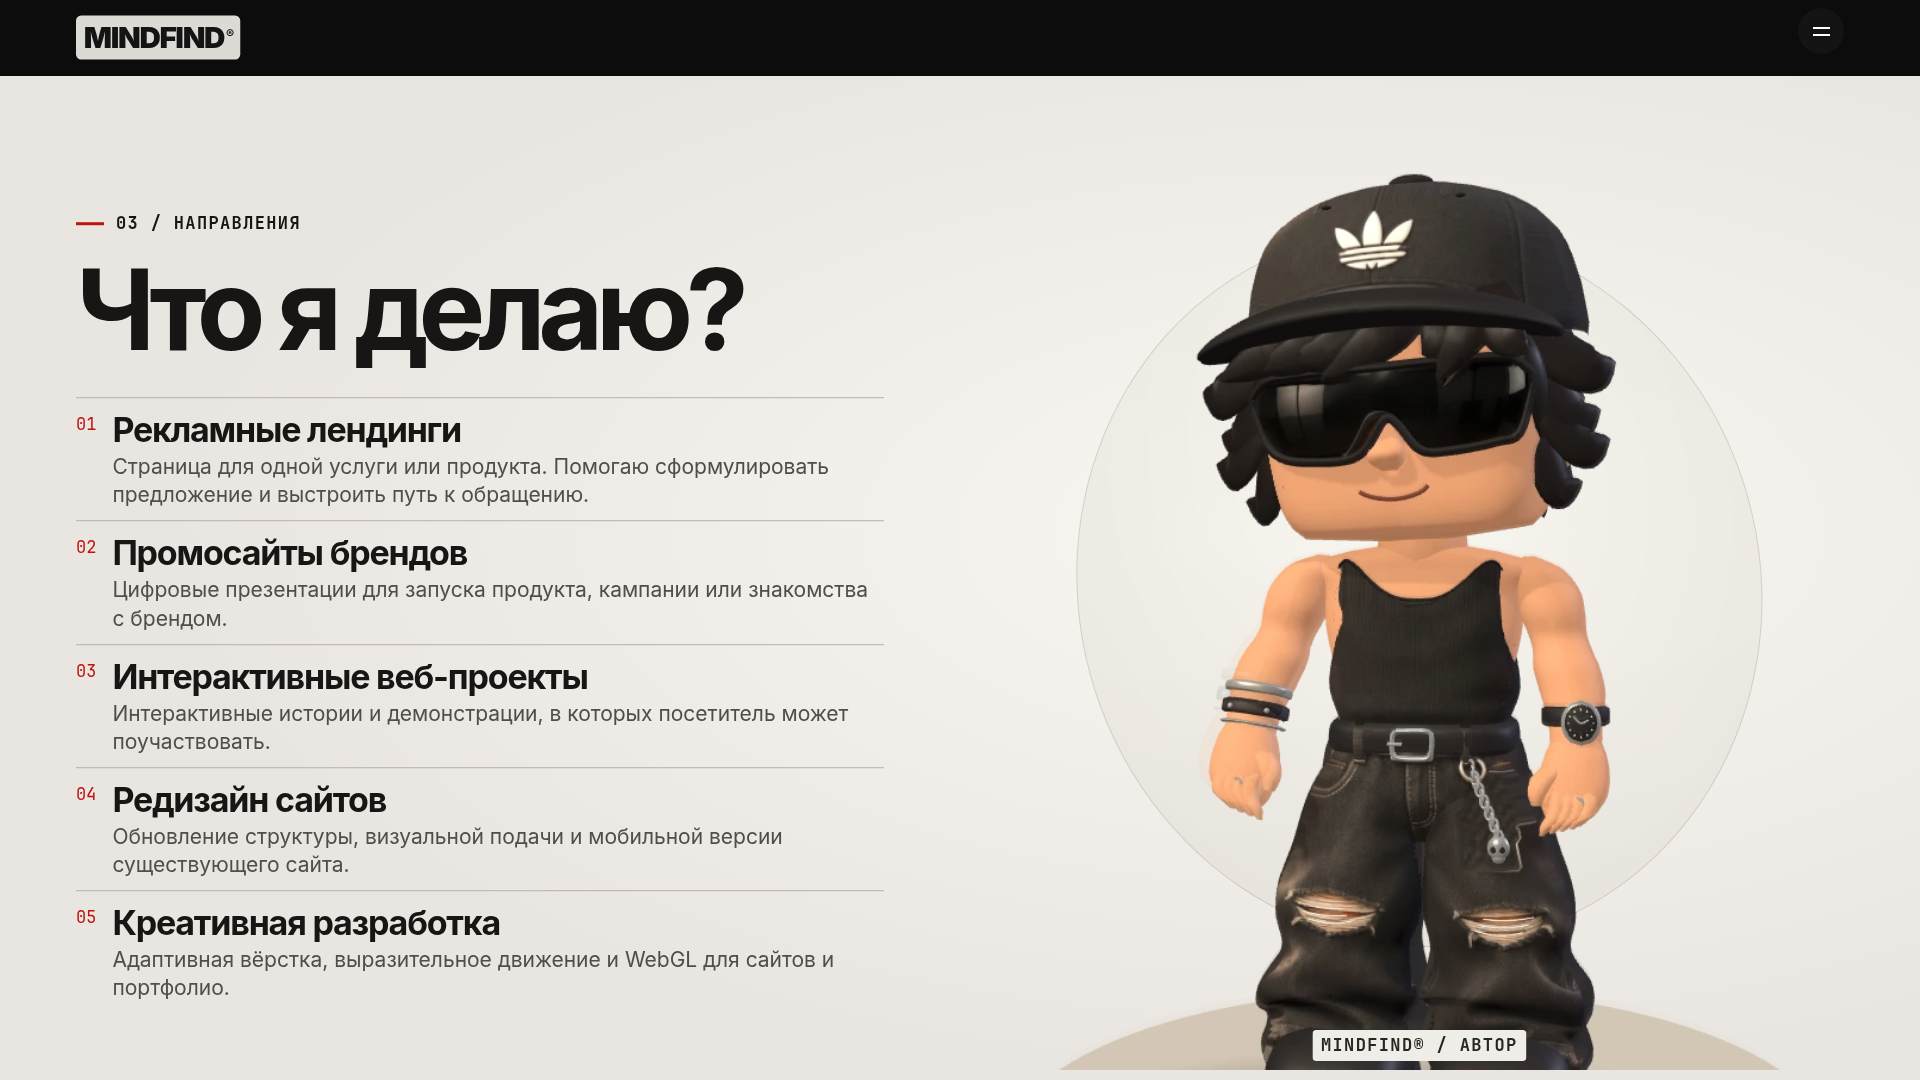 MINDFIND®
03 / НАПРАВЛЕНИЯ
Что я делаю?
01
Рекламные лендинги
Страница для одной услуги или продукта. Помогаю сформулировать
предложение и выстроить путь к обращению.
02
Промосайты брендов
Цифровые презентации для запуска продукта, кампании или знакомства
с брендом.
03
Интерактивные веб-проекты
Интерактивные истории и демонстрации, в которых посетитель может
поучаствовать.
04
Редизайн сайтов
Обновление структуры, визуальной подачи и мобильной версии
существующего сайта.
05
Креативная разработка
Адаптивная вёрстка, выразительное движение и WebGL для сайтов и
портфолио.
MINDFIND® / АВТОР